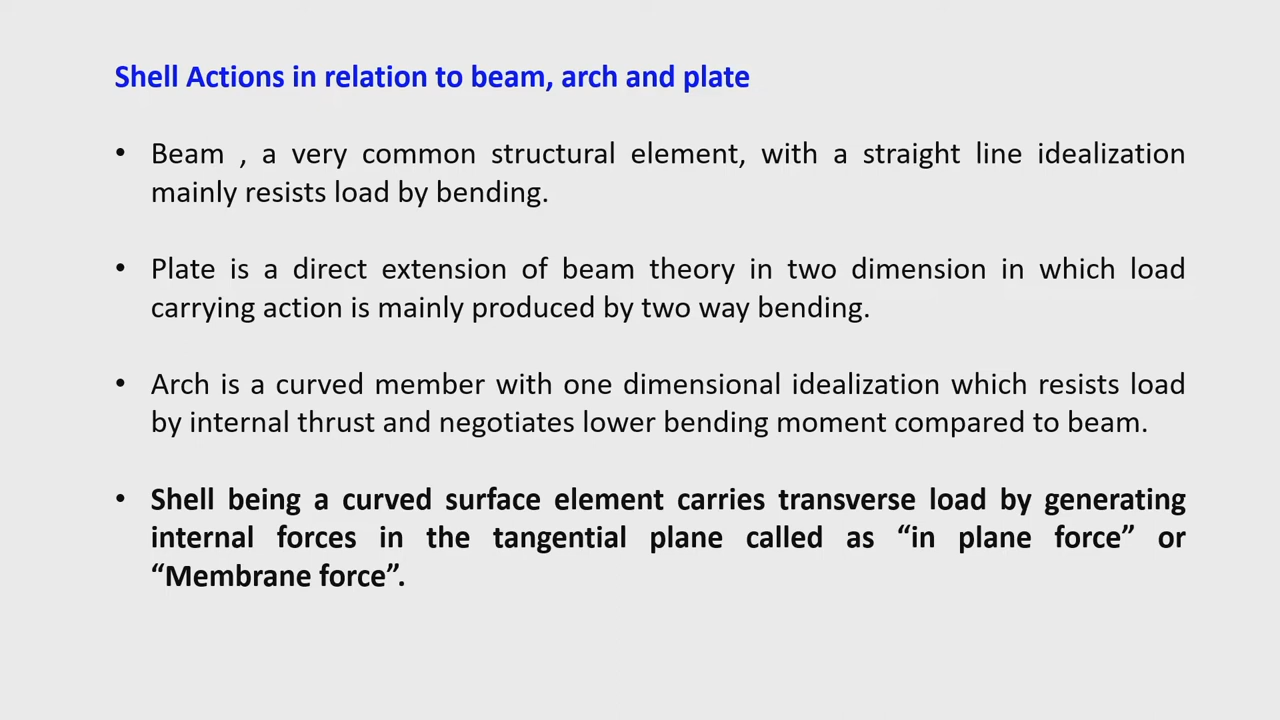 Shell Actions in relation to beam, arch and plate
• Beam , a very common structural element, with a straight line idealization
mainly resists load by bending.
• Plate is a direct extension of beam theory in two dimension in which load
carrying action is mainly produced by two way bending.
• Arch is a curved member with one dimensional idealization which resists load
by internal thrust and negotiates lower bending moment compared to beam.
• Shell being a curved surface element carries transverse load by generating
internal forces in the tangential plane called as “in plane force” or
“Membrane force”.